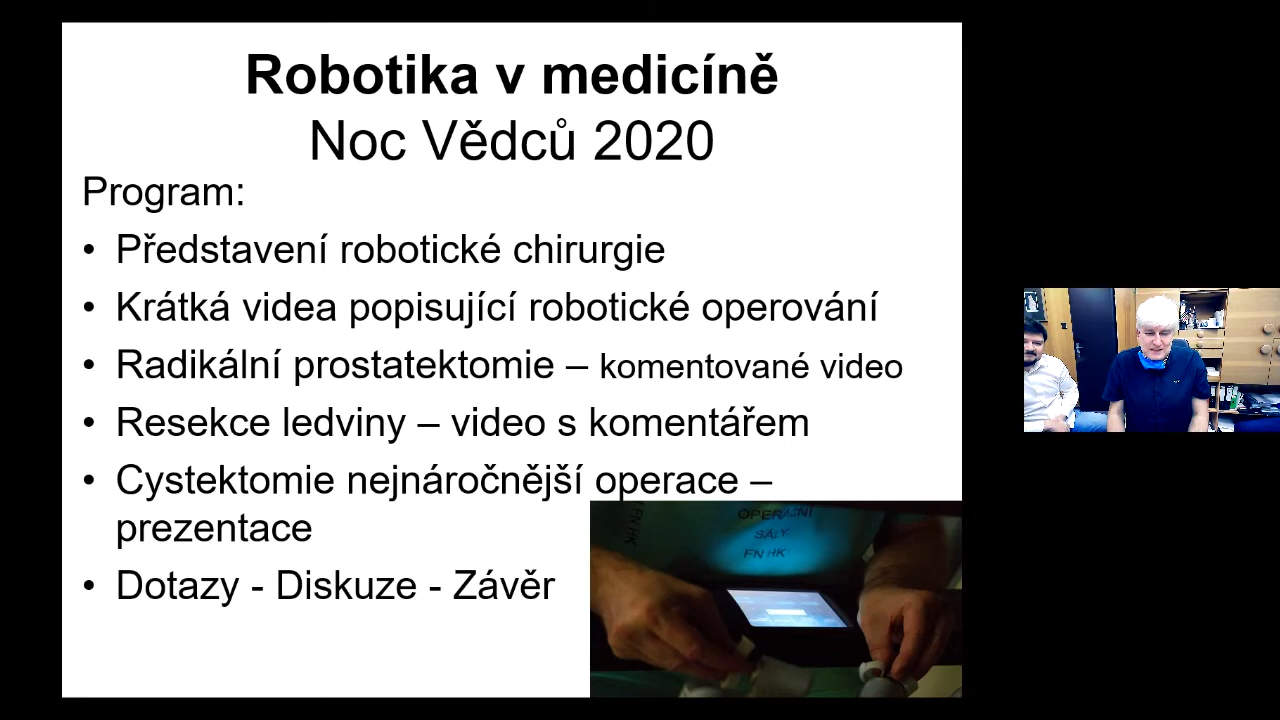 Robotika v medicíně
Noc Vědců 2020
Program:
• Představení robotické chirurgie
• Krátká videa popisující robotické operování
• Radikální prostatektomie – komentované video
• Resekce ledviny – video s komentářem
• Cystektomie nejnáročnější operace –
prezentace
• Dotazy - Diskuze - Závěr
FN HK
OPERAČNÍ
SÁLY
FN HK